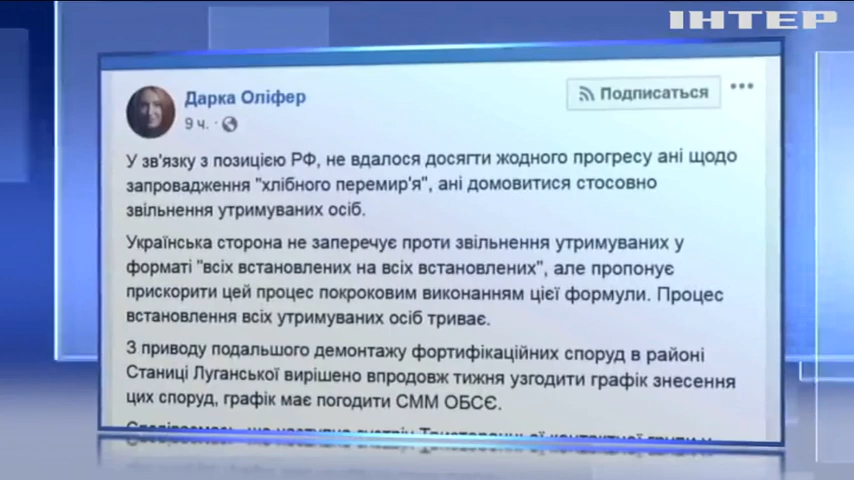 ІНТЕР
Дарка Оліфер
Подписаться
9 ч. ·
У зв'язку з позицією РФ, не вдалося досягти жодного прогресу ані щодо
запровадження "хлібного перемир'я", ані домовитися стосовно
звільнення утримуваних осіб.
Українська сторона не заперечує проти звільнення утримуваних у
форматі "всіх встановлених на всіх встановлених", але пропонує
прискорити цей процес покроковим виконанням цієї формули. Процес
встановлення всіх утримуваних осіб триває.
З приводу подальшого демонтажу фортифікаційних споруд в районі
Станиці Луганської вирішено впродовж тижня узгодити графік знесення
цих споруд, графік має погодити СММ ОБСЄ.